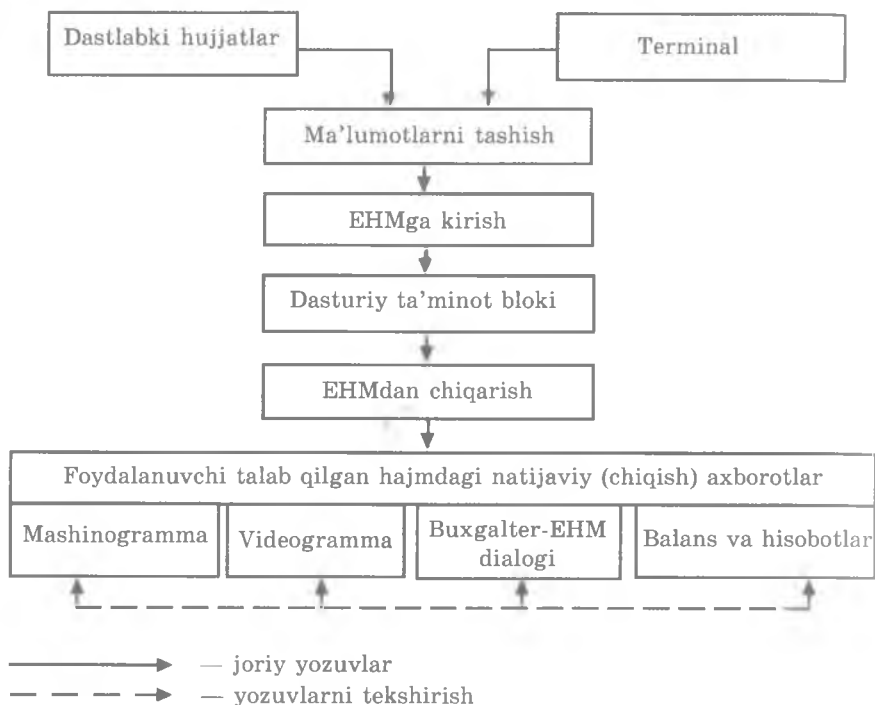 Dastlabki hujjatlar
Terminal
Ma'lumotlarni tashish
EHMga kirish
Dasturiy ta'minot bloki
EHMdan chiqarish
Foydalanuvchi talab qilgan hajmdagi natijaviy (chiqish) axborotlar
Mashinogramma
Videogramma
Buxgalter-EHM
dialogi
Balans va hisobotlar
— joriy yozuvlar
— yozuvlarni tekshirish